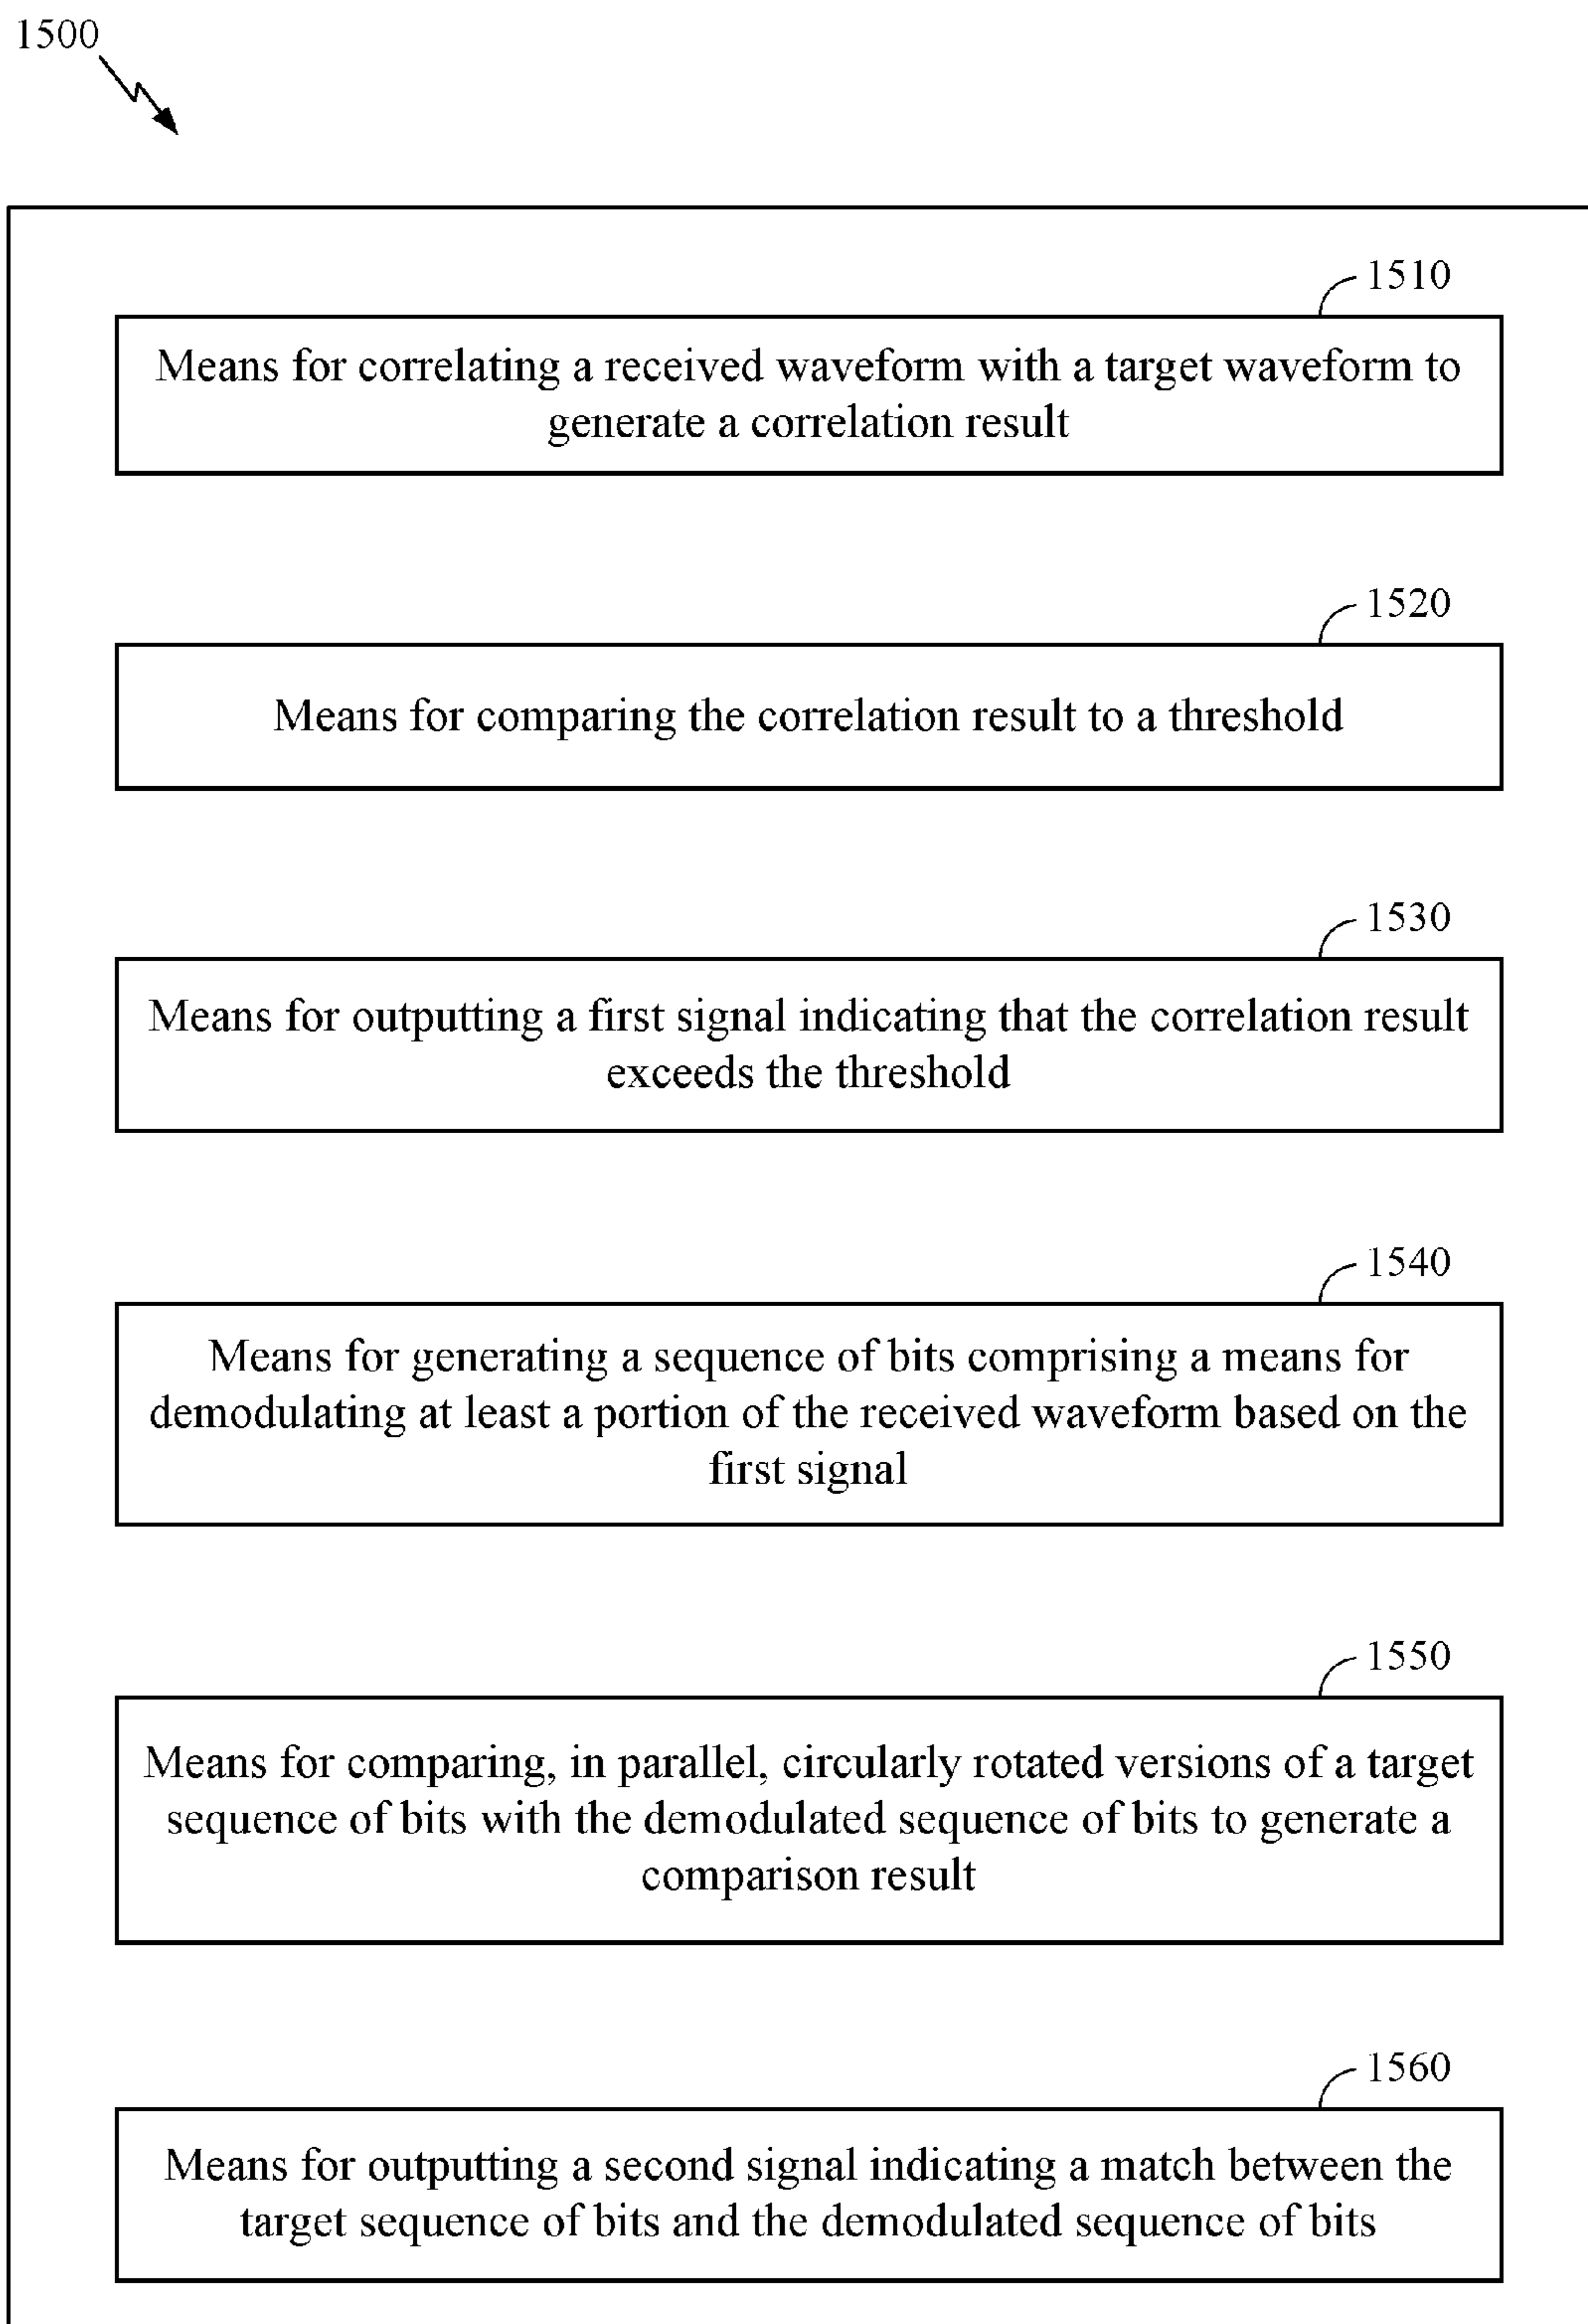 1500
1510
Means for correlating a received waveform with a target waveform to
generate a correlation result
1520
Means for comparing the correlation result to a threshold
1530
Means for outputting a first signal indicating that the correlation result
exceeds the threshold
1540
Means for generating a sequence of bits comprising a means for
demodulating at least a portion of the received waveform based on the
first signal
1550
Means for comparing, in parallel, circularly rotated versions of a target
sequence of bits with the demodulated sequence of bits to generate a
comparison result
1560
Means for outputting a second signal indicating a match between the
target sequence of bits and the demodulated sequence of bits